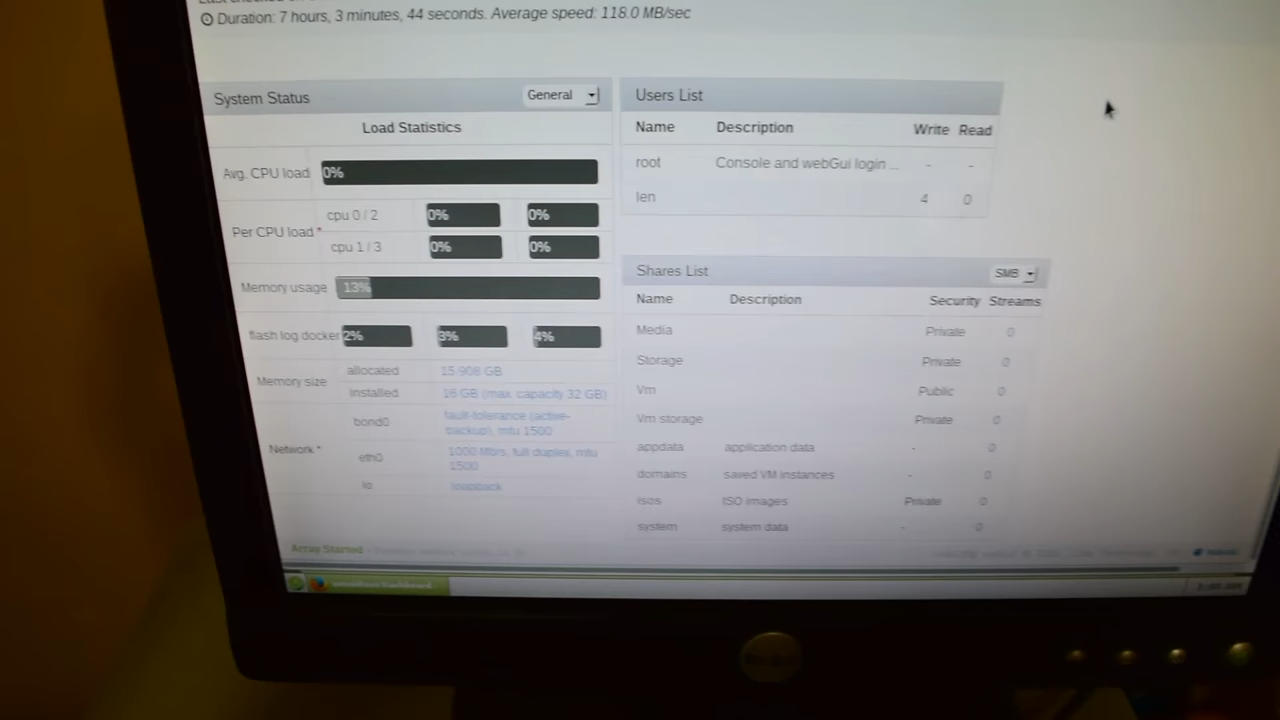 Duration: 7 hours, 3 minutes, 44 seconds. Average speed: 118.0 MB/sec
System Status
General
Load Statistics
Avg. CPU load
0%
Per CPU load *
cpu 0 / 2
0%
0%
cpu 1 / 3
0%
0%
Memory usage
13%
flash log docker
2%
3%
4%
Memory size
allocated
15.908 GB
installed
16 GB (max. capacity 32 GB)
Network *
bond0
fault-tolerance (active-
backup), mtu 1500
eth0
1000 Mb/s, full duplex, mtu
1500
lo
loopback
Array Started
Users List
Name Description Write Read
root Console and webGui login ... - -
len 4 0
Shares List
SMB
Name Description Security Streams
Media Private 0
Storage Private 0
Vm Public 0
Vm storage Private 0
appdata application data - 0
domains saved VM instances - 0
isos ISO images Private 0
system system data - 0